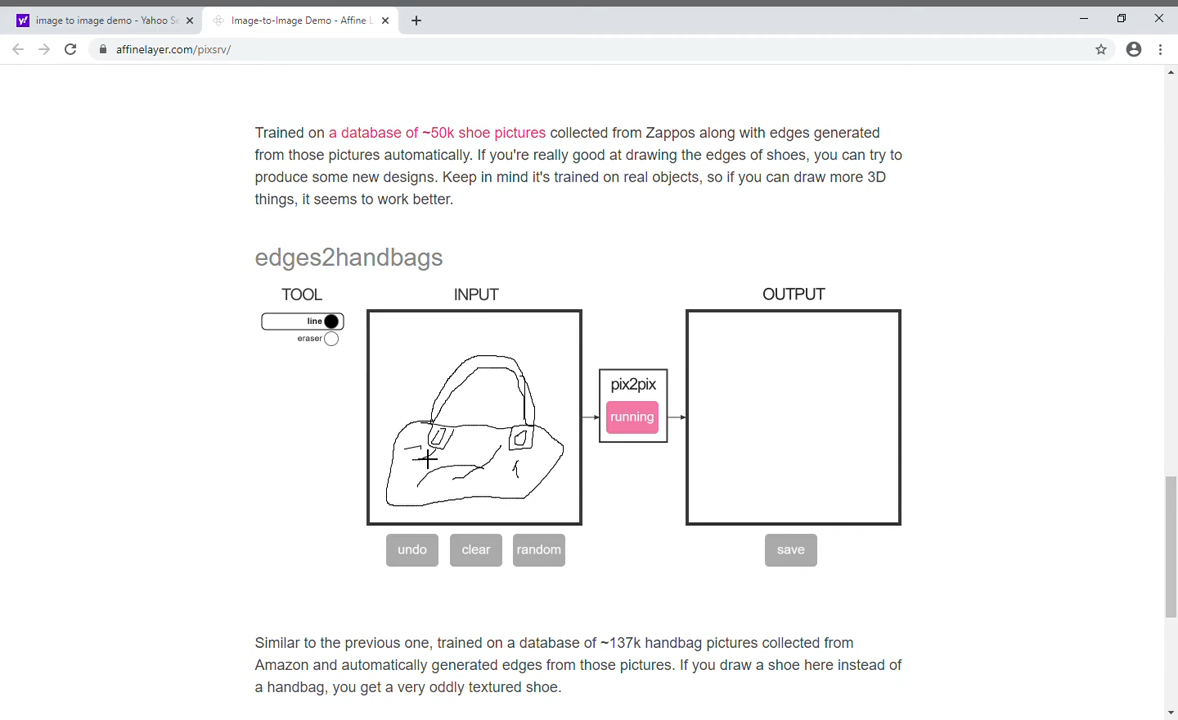 image to image demo - Yahoo S
Image-to-Image Demo - Affine L
affinelayer.com/pixsrv/
Trained on a database of ~50k shoe pictures collected from Zappos along with edges generated
from those pictures automatically. If you're really good at drawing the edges of shoes, you can try to
produce some new designs. Keep in mind it's trained on real objects, so if you can draw more 3D
things, it seems to work better.
edges2handbags
TOOL
INPUT
OUTPUT
line
eraser
pix2pix
running
undo
clear
random
save
Similar to the previous one, trained on a database of ~137k handbag pictures collected from
Amazon and automatically generated edges from those pictures. If you draw a shoe here instead of
a handbag, you get a very oddly textured shoe.